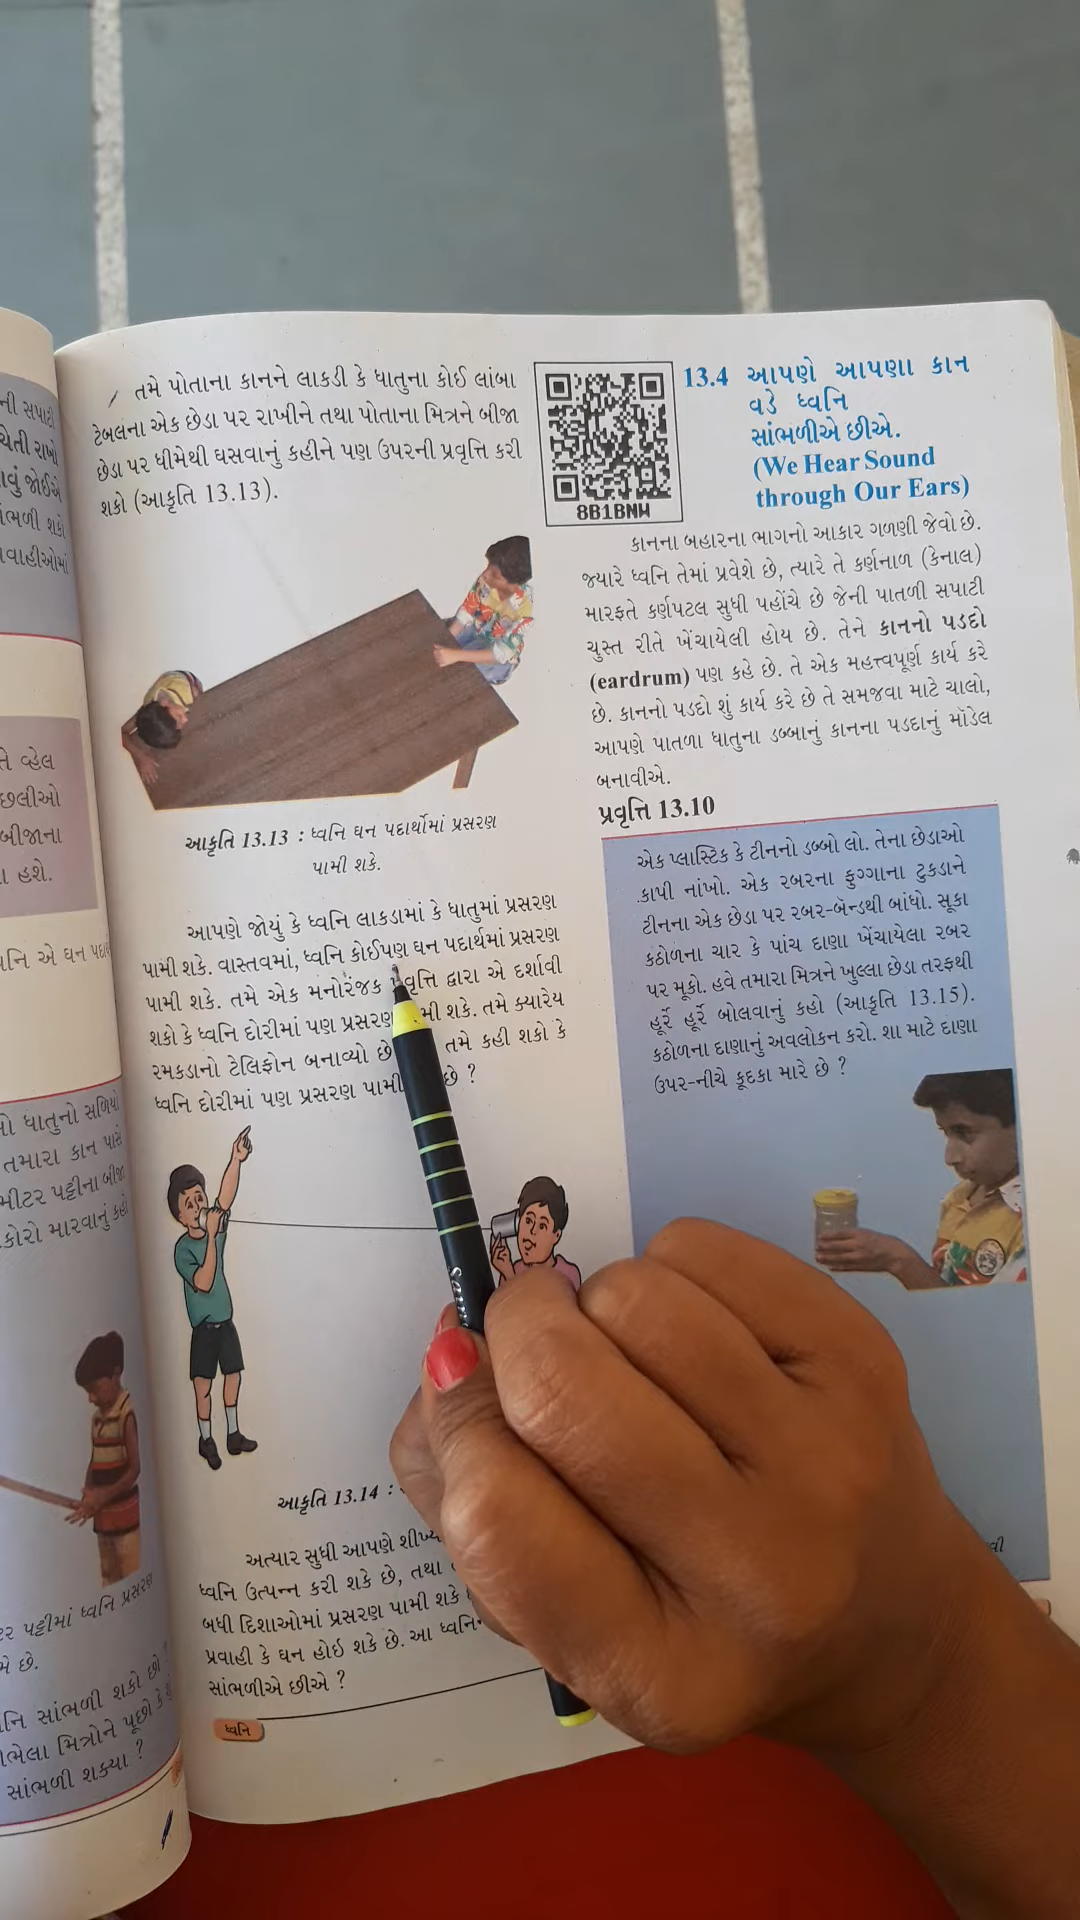 તમે પોતાના કાનને લાકડી કે ધાતુના કોઈ લાંબા
ટેબલના એક છેડા પર રાખીને તથા પોતાના મિત્રને બીજા
છેડા પર ધીમેથી ઘસવાનું કહીને પણ ઉપરની પ્રવૃત્તિ કરી
શકો (આકૃતિ 13.13).
આકૃતિ 13.13 : ધ્વનિ ઘન પદાર્થોમાં પ્રસરણ
પામી શકે.
આપણે જોયું કે ધ્વનિ લાકડામાં કે ધાતુમાં પ્રસરણ
પામી શકે. વાસ્તવમાં, ધ્વનિ કોઈપણ ઘન પદાર્થમાં પ્રસરણ
પામી શકે. તમે એક મનોરંજક દ્વારા એ દર્શાવી
શકો કે ધ્વનિ દોરીમાં પણ પ્રસરણ શકે. તમે ક્યારેય
રમકડાનો ટેલિફોન બનાવ્યો છે તમે કહી શકો કે
ધ્વનિ દોરીમાં પણ પ્રસરણ પામી છે ?
આકૃતિ 13.14 :
અત્યાર સુધી આપણે
ધ્વનિ ઉત્પન્ન કરી શકે છે, તથા
બધી દિશાઓમાં પ્રસરણ પામી શકે
પ્રવાહી કે ઘન હોઈ શકે છે. આ
સાંભળીએ છીએ ?
ધ્વનિ
8B1BNW
13.4 આપણે આપણા કાન
વડે ધ્વનિ
સાંભળીએ છીએ.
(We Hear Sound
through Our Ears)
કાનના બહારના ભાગનો આકાર ગળણી જેવો છે.
જ્યારે ધ્વનિ તેમાં પ્રવેશે છે, ત્યારે તે કર્ણનાળ (કેનાલ)
મારફતે કર્ણપટલ સુધી પહોંચે છે જેની પાતળી સપાટી
ચુસ્ત રીતે ખેંચાયેલી હોય છે. તેને કાનનો પડદો
(eardrum) પણ કહે છે. તે એક મહત્ત્વપૂર્ણ કાર્ય કરે
છે. કાનનો પડદો શું કાર્ય કરે છે તે સમજવા માટે ચાલો,
આપણે પાતળા ધાતુના ડબ્બાનું કાનના પડદાનું મૉડેલ
બનાવીએ.
પ્રવૃત્તિ 13.10
એક પ્લાસ્ટિક કે ટીનનો ડબ્બો લો. તેના છેડાઓ
કાપી નાંખો. એક રબરના ફુગ્ગાના ટુકડાને
ટીનના એક છેડા પર રબર-બૅન્ડથી બાંધો. સૂકા
કઠોળના ચાર કે પાંચ દાણા ખેંચાયેલા રબર
પર મૂકો. હવે તમારા મિત્રને ખુલ્લા છેડા તરફથી
હૂર્રે હૂર્રે બોલવાનું કહો (આકૃતિ 13.15).
કઠોળના દાણાનું અવલોકન કરો. શા માટે દાણા
ઉપર-નીચે કૂદકા મારે છે ?